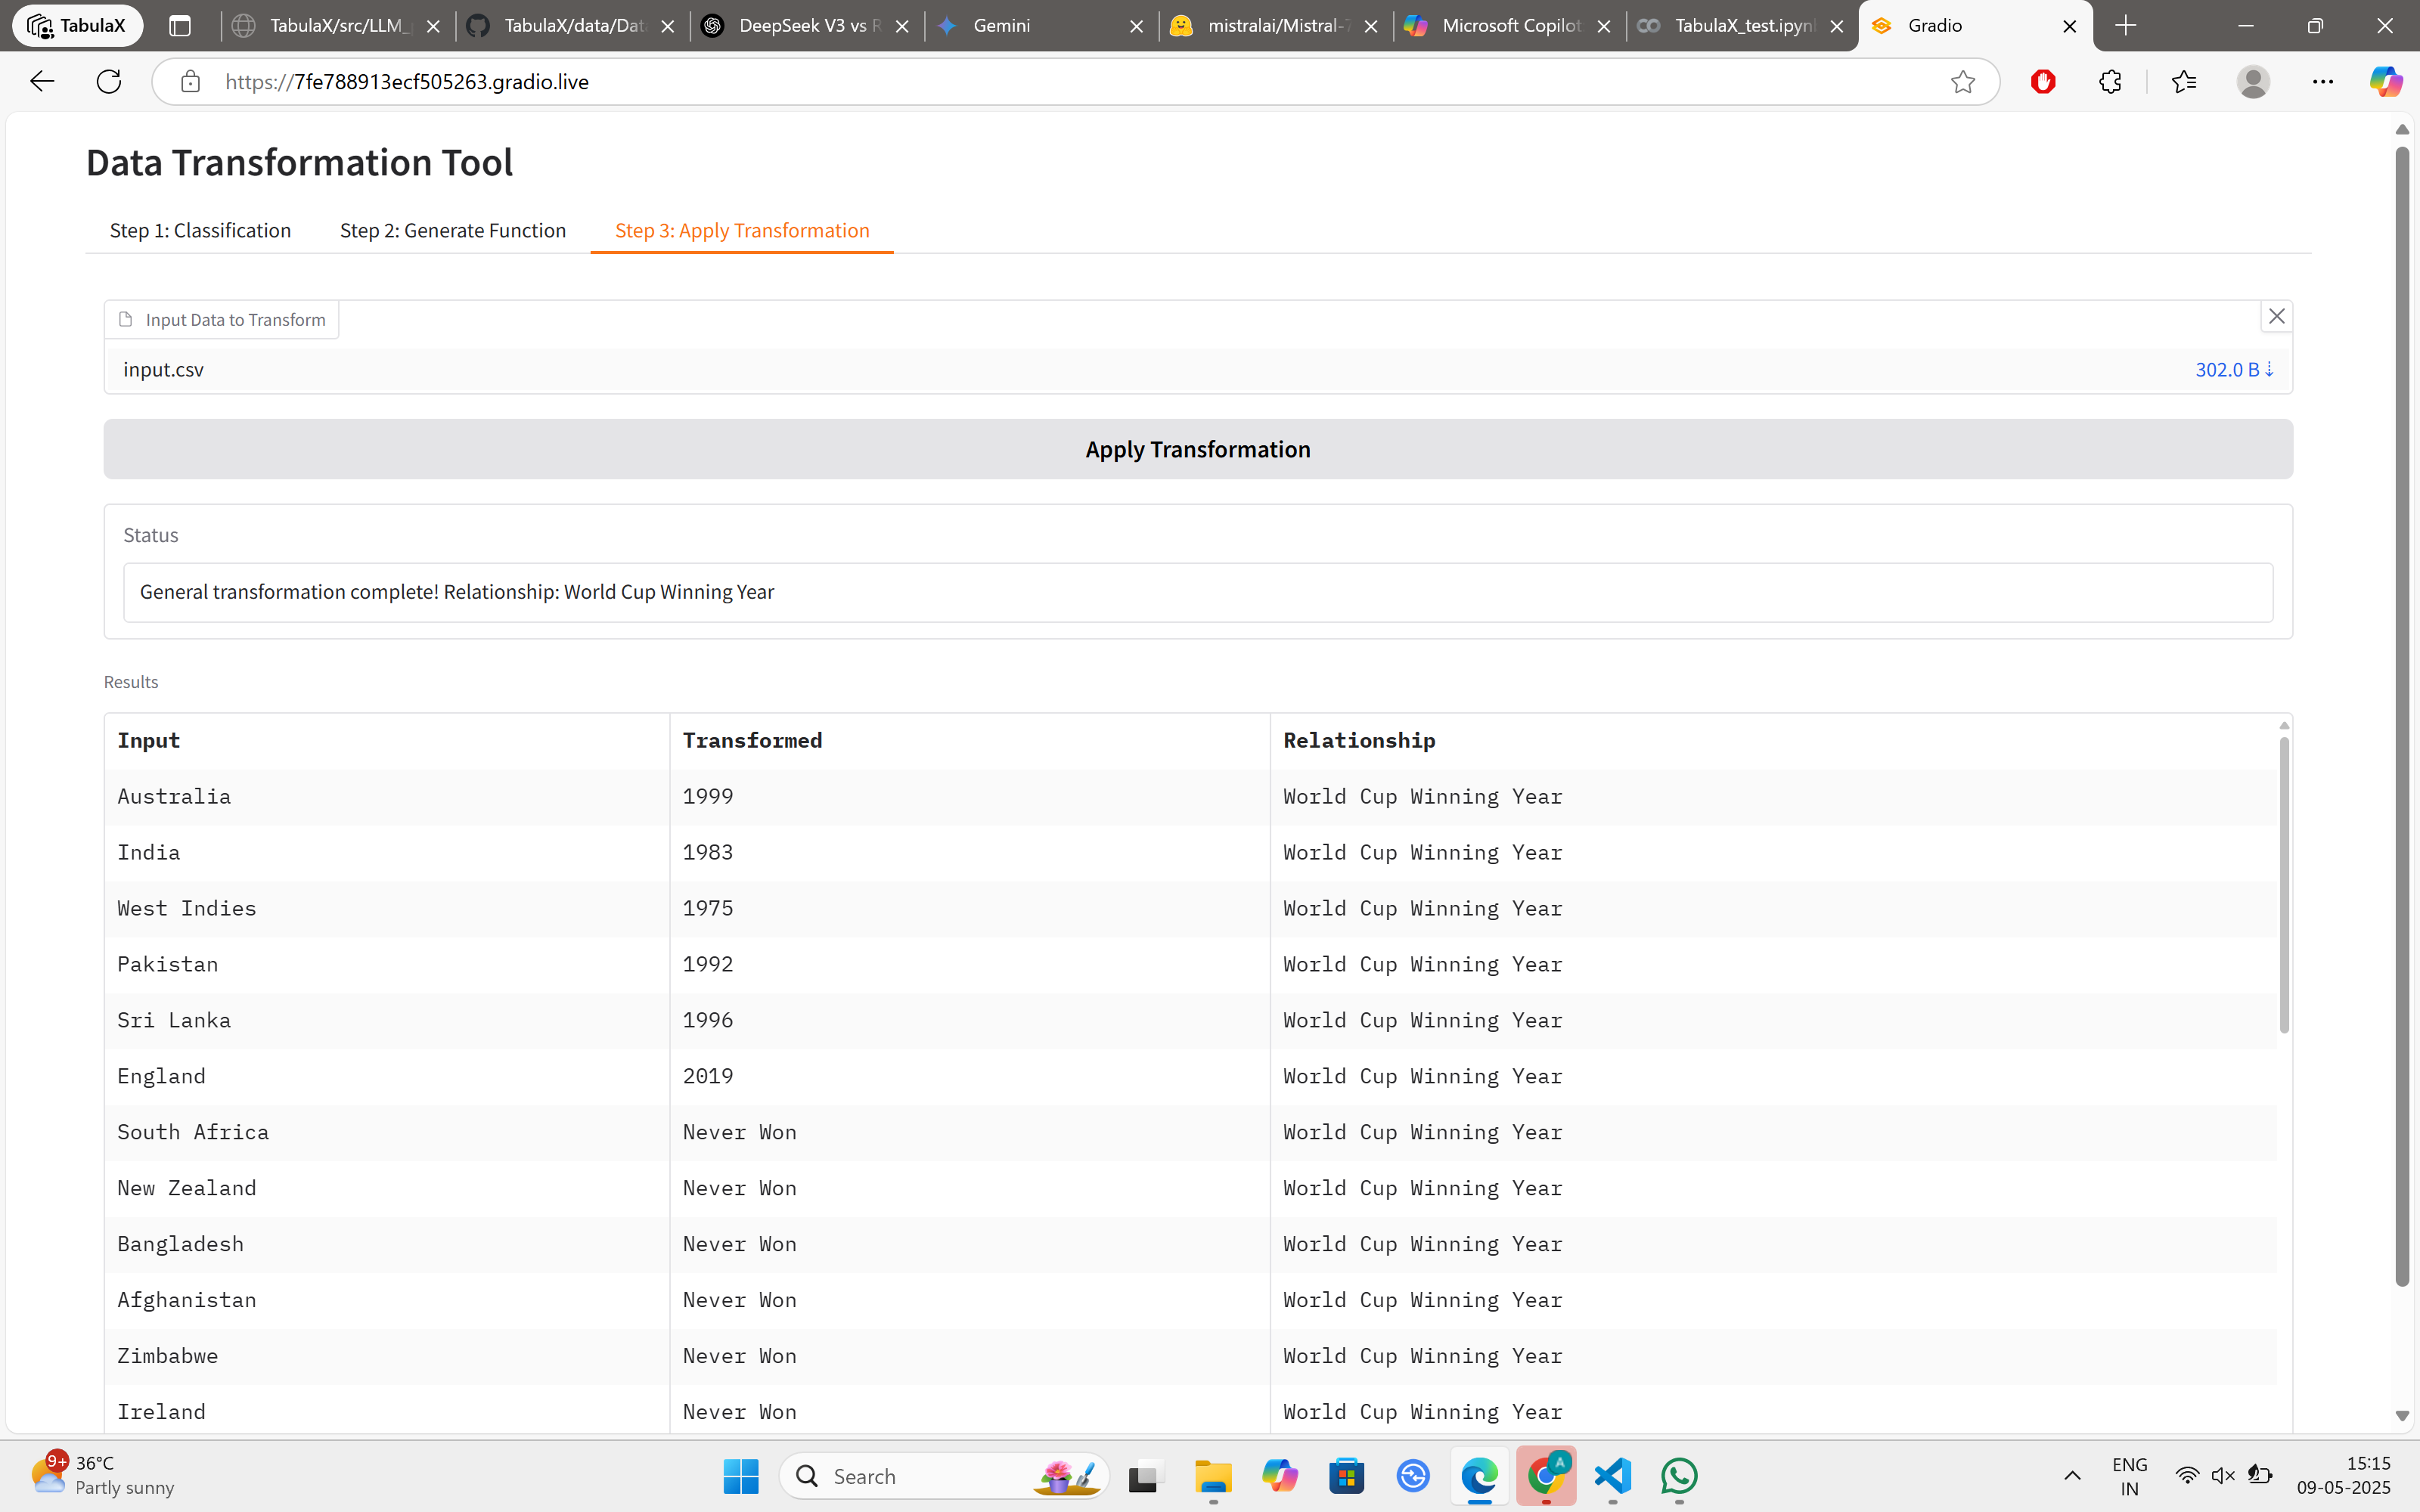 TabulaX
TabulaX/src/LLM_
TabulaX/data/Dat
DeepSeek V3 vs R
Gemini
mistralai/Mistral-7
Microsoft Copilot
TabulaX_test.ipyn
Gradio
https://7fe788913ecf505263.gradio.live
Data Transformation Tool
Step 1: Classification
Step 2: Generate Function
Step 3: Apply Transformation
Input Data to Transform
input.csv
302.0 B ⇣
Apply Transformation
Status
General transformation complete! Relationship: World Cup Winning Year
Results
Input Transformed Relationship
Australia 1999 World Cup Winning Year
India 1983 World Cup Winning Year
West Indies 1975 World Cup Winning Year
Pakistan 1992 World Cup Winning Year
Sri Lanka 1996 World Cup Winning Year
England 2019 World Cup Winning Year
South Africa Never Won World Cup Winning Year
New Zealand Never Won World Cup Winning Year
Bangladesh Never Won World Cup Winning Year
Afghanistan Never Won World Cup Winning Year
Zimbabwe Never Won World Cup Winning Year
Ireland Never Won World Cup Winning Year
9+
36°C
Partly sunny
Search
A
ENG
IN
15:15
09-05-2025